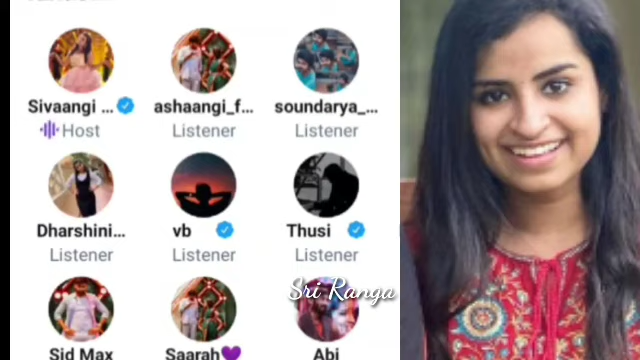 Sivaangi ...
Host
ashaangi_f...
Listener
soundarya_...
Listener
Dharshini...
Listener
vb
Listener
Thusi
Listener
Sid Max
Saarah💜
Abi
Sri Ranga